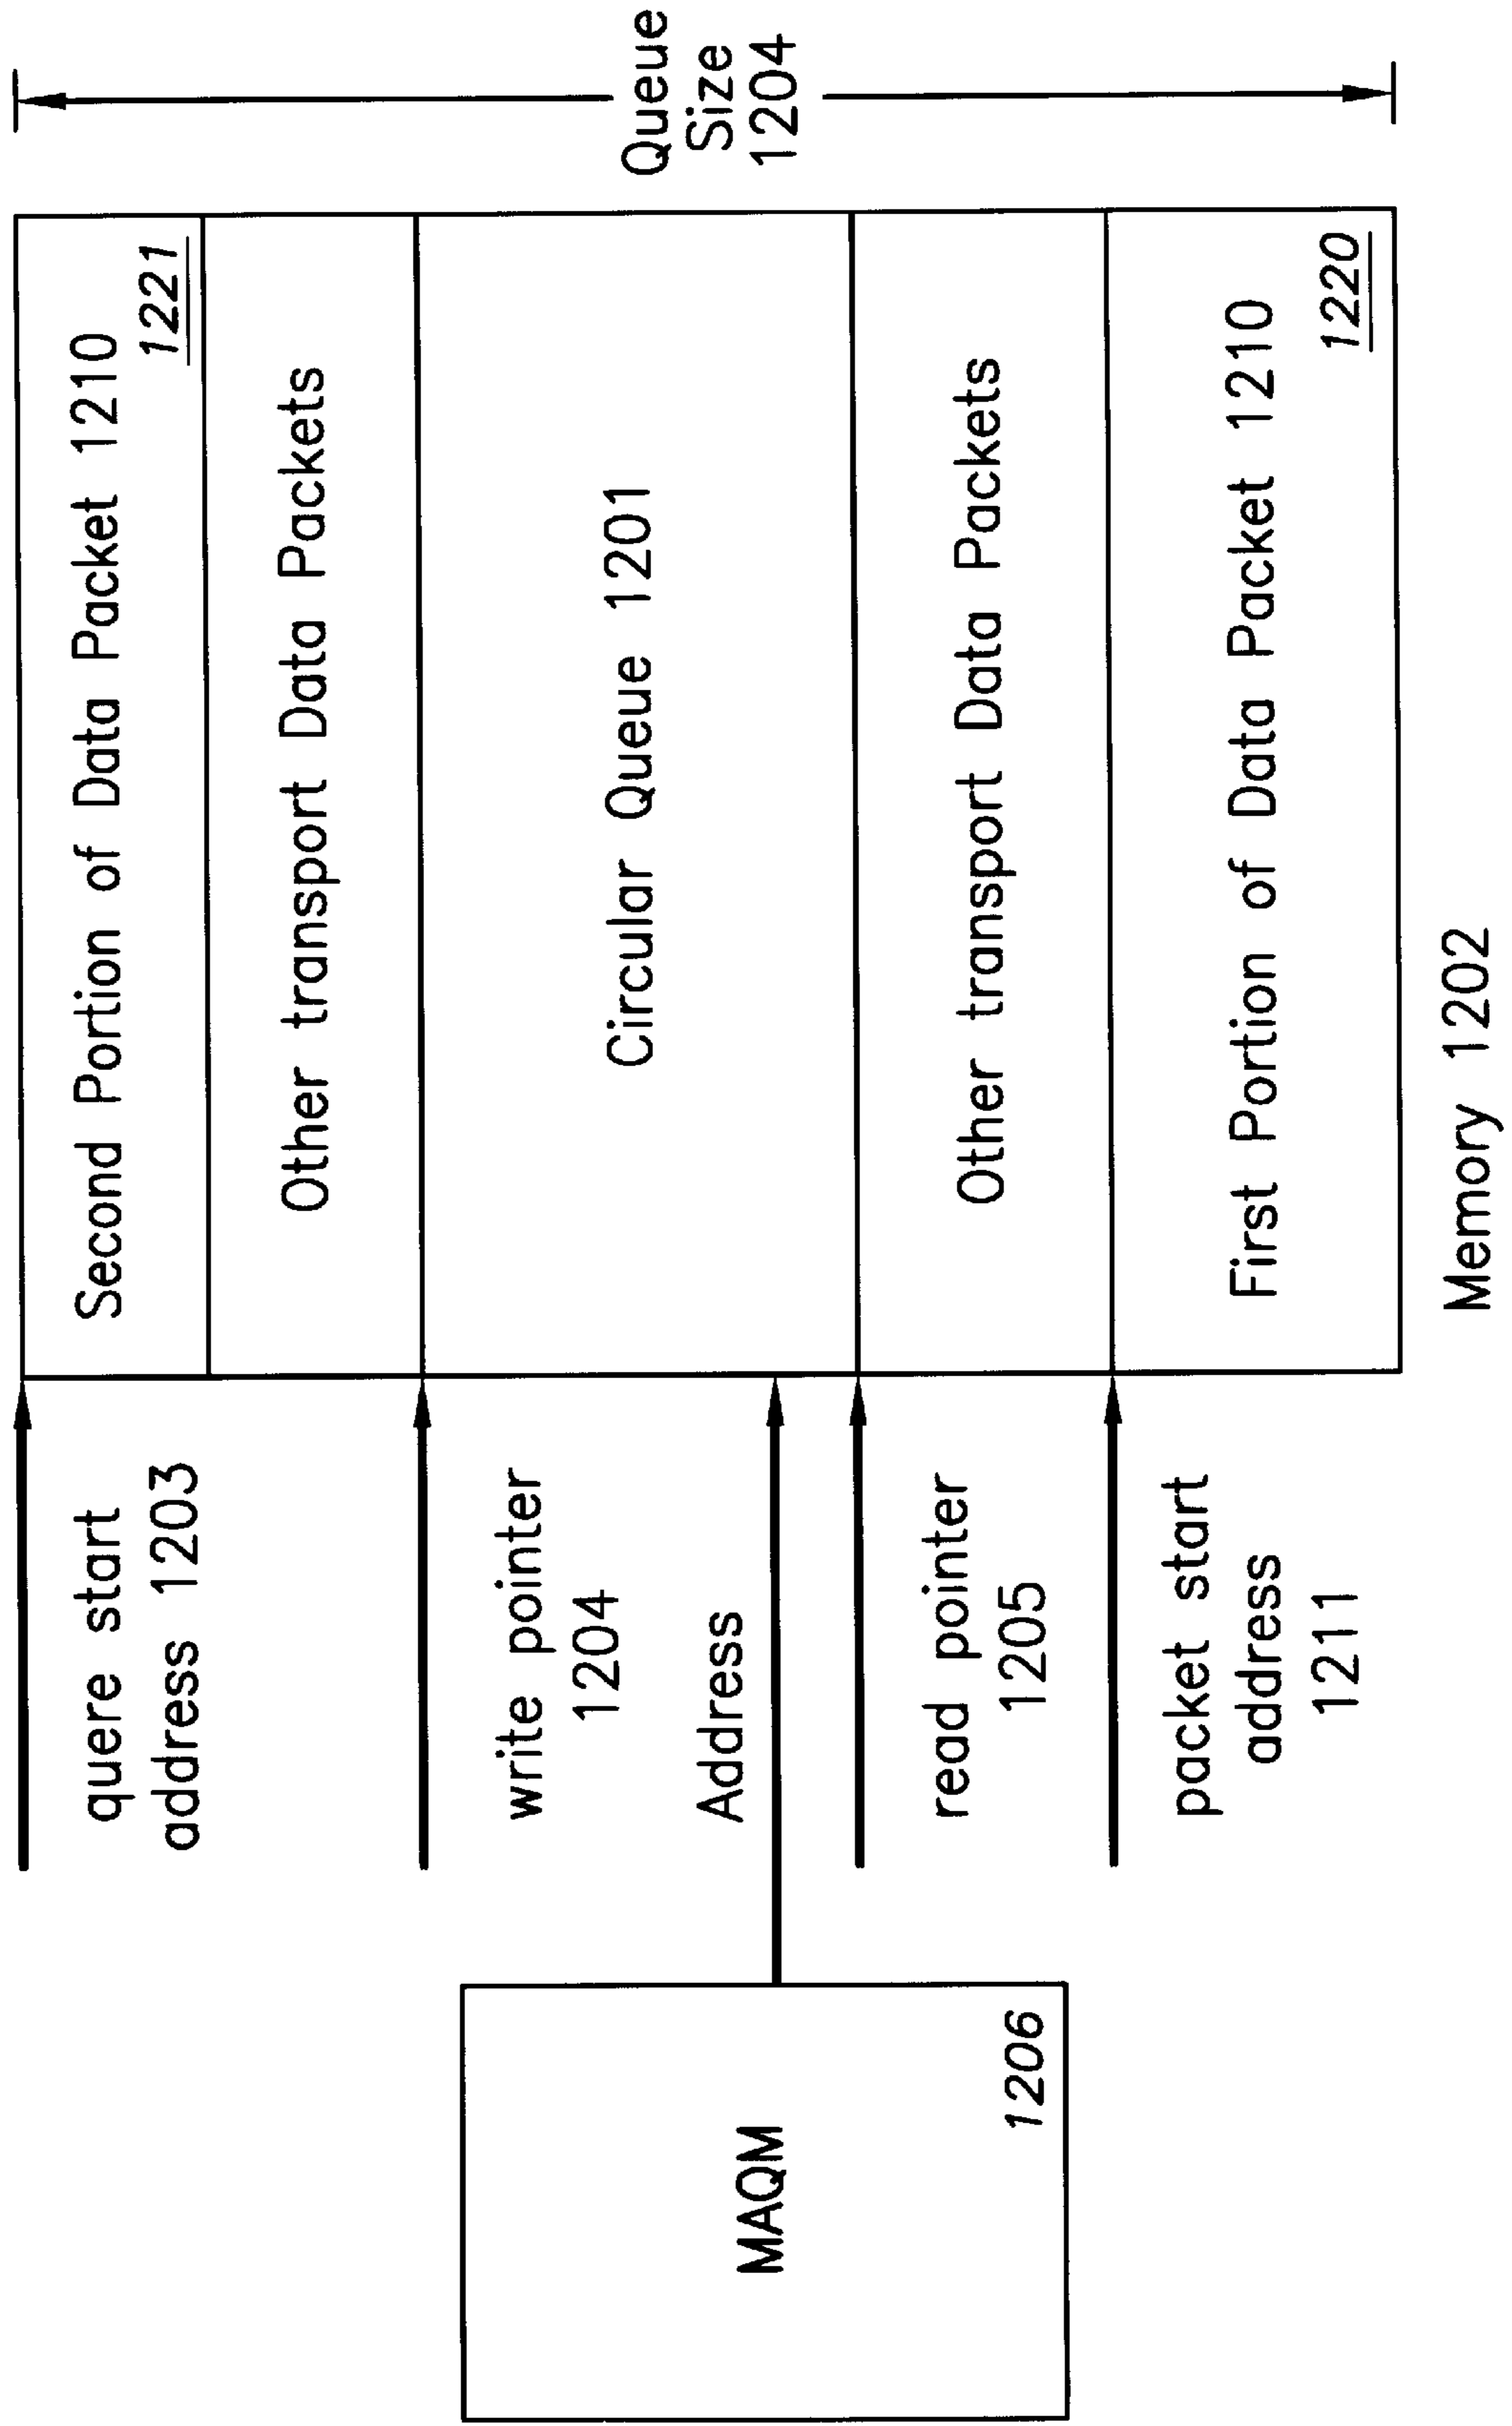 quere start
address 1203
write pointer
1204
Address
read pointer
1205
packet start
address
1211
MAQM
1206
Second Portion of Data Packet 1210
1221
Other transport Data Packets
Circular Queue 1201
Other transport Data Packets
First Portion of Data Packet 1210
1220
Memory 1202
Queue
Size
1204